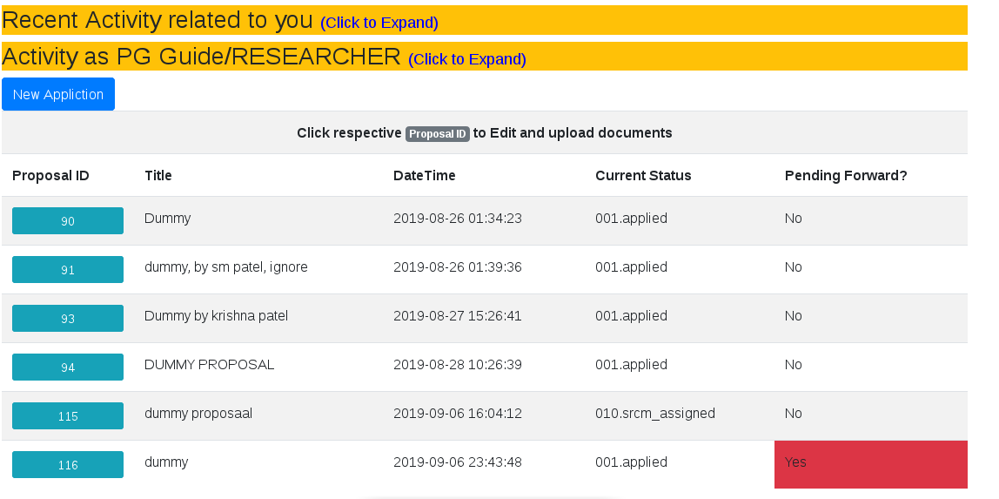 Recent Activity related to you (Click to Expand)
Activity as PG Guide/RESEARCHER (Click to Expand)
New Appliction
Click respective Proposal ID to Edit and upload documents
Proposal ID Title DateTime Current Status Pending Forward?
90 Dummy 2019-08-26 01:34:23 001.applied No
91 dummy, by sm patel, ignore 2019-08-26 01:39:36 001.applied No
93 Dummy by krishna patel 2019-08-27 15:26:41 001.applied No
94 DUMMY PROPOSAL 2019-08-28 10:26:39 001.applied No
115 dummy proposaal 2019-09-06 16:04:12 010.srcm_assigned No
116 dummy 2019-09-06 23:43:48 001.applied Yes